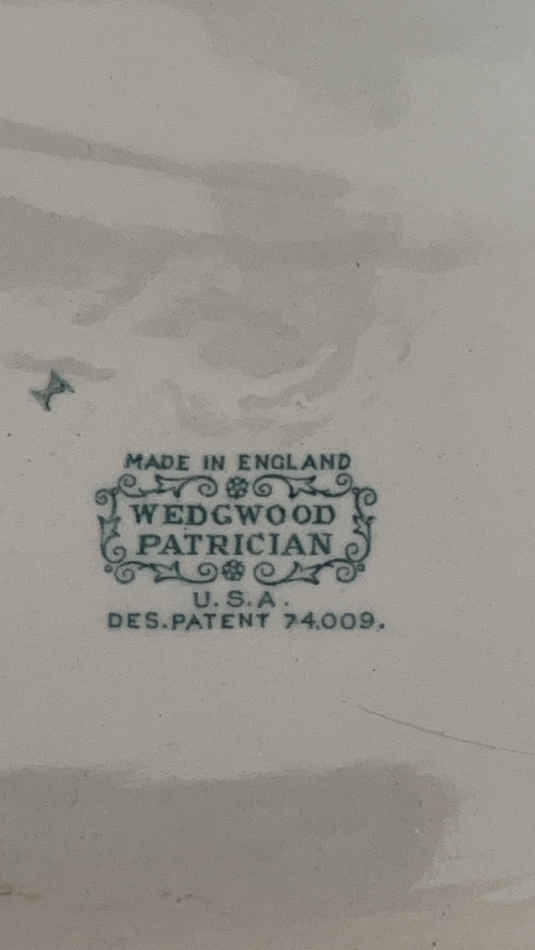 MADE IN ENGLAND
WEDGWOOD
PATRICIAN
U.S.A.
DES.PATENT 74,009.